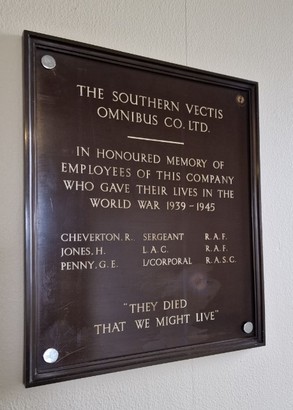 THE SOUTHERN VECTIS
OMNIBUS CO. LTD.
IN HONOURED MEMORY OF
EMPLOYEES OF THIS COMPANY
WHO GAVE THEIR LIVES IN THE
WORLD WAR 1939-1945
CHEVERTON, R. SERGEANT R.A.F.
JONES, H. L.A.C. R.A.F.
PENNY, G.E. L/CORPORAL R.A.S.C.
"THEY DIED
THAT WE MIGHT LIVE"